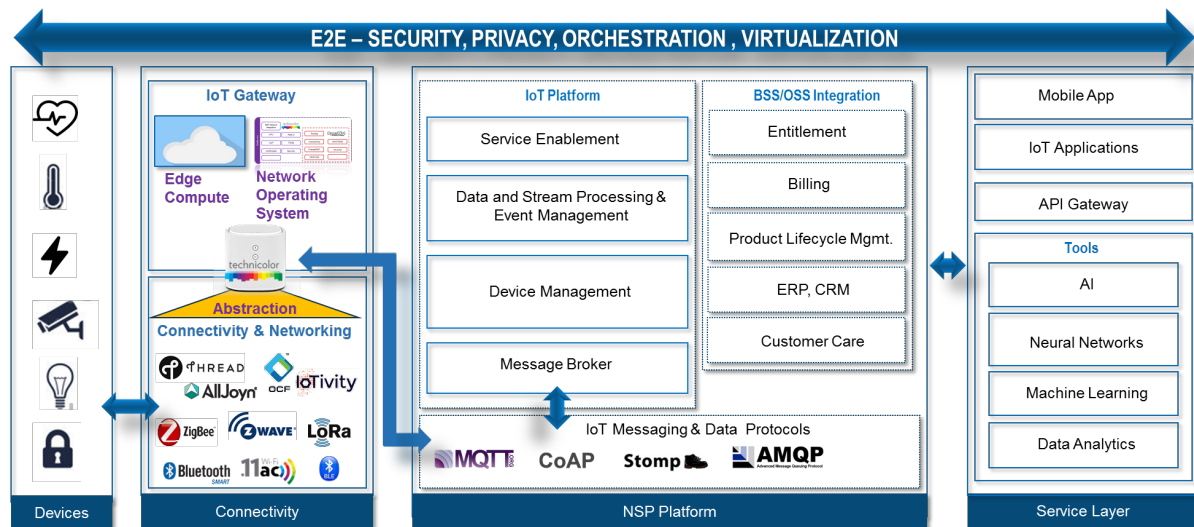 E2E – SECURITY, PRIVACY, ORCHESTRATION , VIRTUALIZATION
Devices
IoT Gateway
Edge
Compute
Network
Operating
System
technicolor
Abstraction
Connectivity & Networking
THREAD
ALLJoyn
OCF
IoTivity
ZigBee
Z WAVE
LoRa
Bluetooth
SMART
Wi-Fi
.11ac
BLE
Connectivity
IoT Platform
Service Enablement
Data and Stream Processing &
Event Management
Device Management
Message Broker
BSS/OSS Integration
Entitlement
Billing
Product Lifecycle Mgmt.
ERP, CRM
Customer Care
IoT Messaging & Data Protocols
MQTT
.ORG
CoAP
Stomp
AMQP
Advanced Message Queuing Protocol
NSP Platform
Mobile App
IoT Applications
API Gateway
Tools
AI
Neural Networks
Machine Learning
Data Analytics
Service Layer